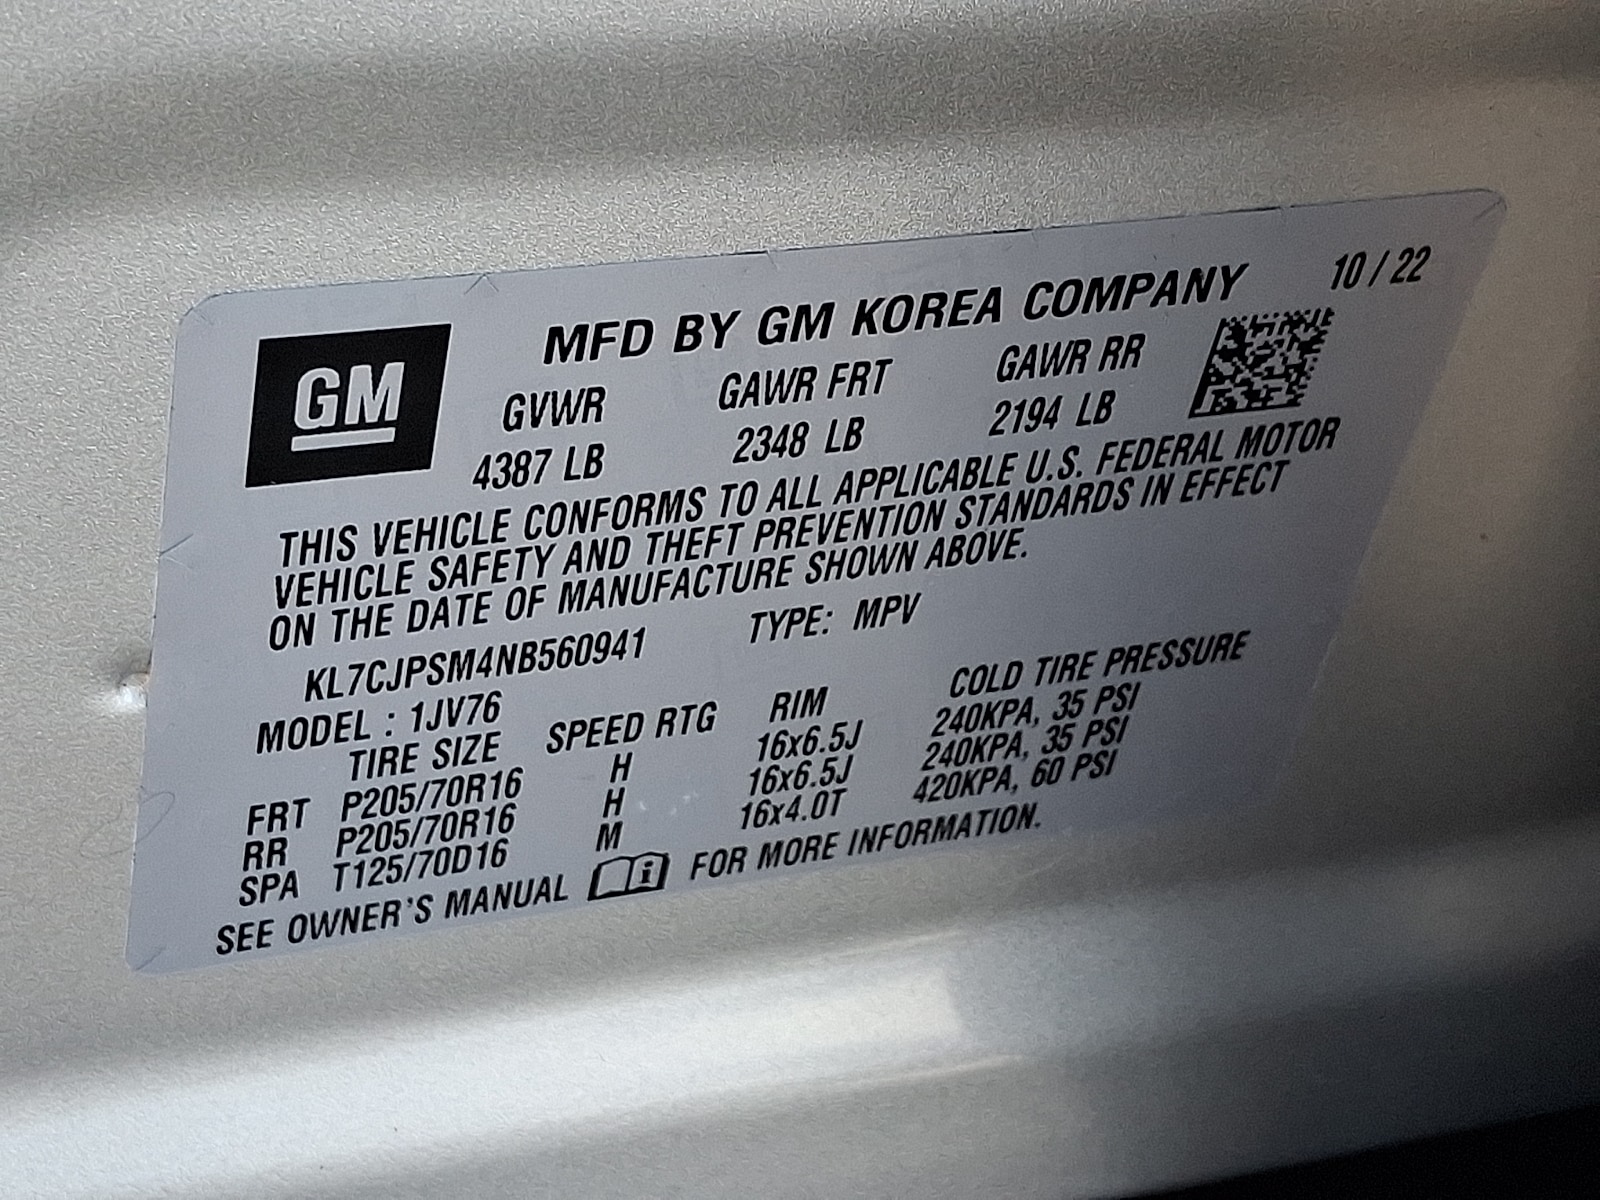 MFD BY GM KOREA COMPANY 10 / 22
GM
GVWR GAWR FRT GAWR RR
4387 LB 2348 LB 2194 LB
THIS VEHICLE CONFORMS TO ALL APPLICABLE U.S. FEDERAL MOTOR
VEHICLE SAFETY AND THEFT PREVENTION STANDARDS IN EFFECT
ON THE DATE OF MANUFACTURE SHOWN ABOVE.
KL7CJPSM4NB560941 TYPE: MPV
MODEL : 1JV76
TIRE SIZE SPEED RTG RIM COLD TIRE PRESSURE
FRT P205/70R16 H 16x6.5J 240KPA, 35 PSI
RR P205/70R16 H 16x6.5J 240KPA, 35 PSI
SPA T125/70D16 M 16x4.0T 420KPA, 60 PSI
SEE OWNER'S MANUAL i FOR MORE INFORMATION.